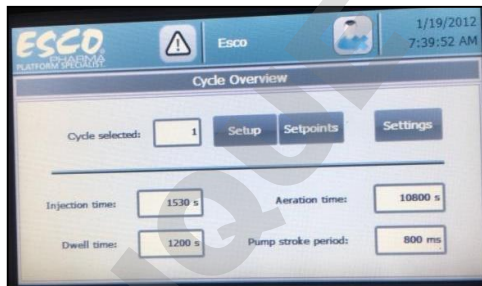 ESCO
PHARMA
PLATFORM SPECIALIST.
Esco
1/19/2012
7:39:52 AM
Cycle Overview
Cycle selected: 1 Setup Setpoints Settings
Injection time: 1530 s Aeration time: 10800 s
Dwell time: 1200 s Pump stroke period: 800 ms